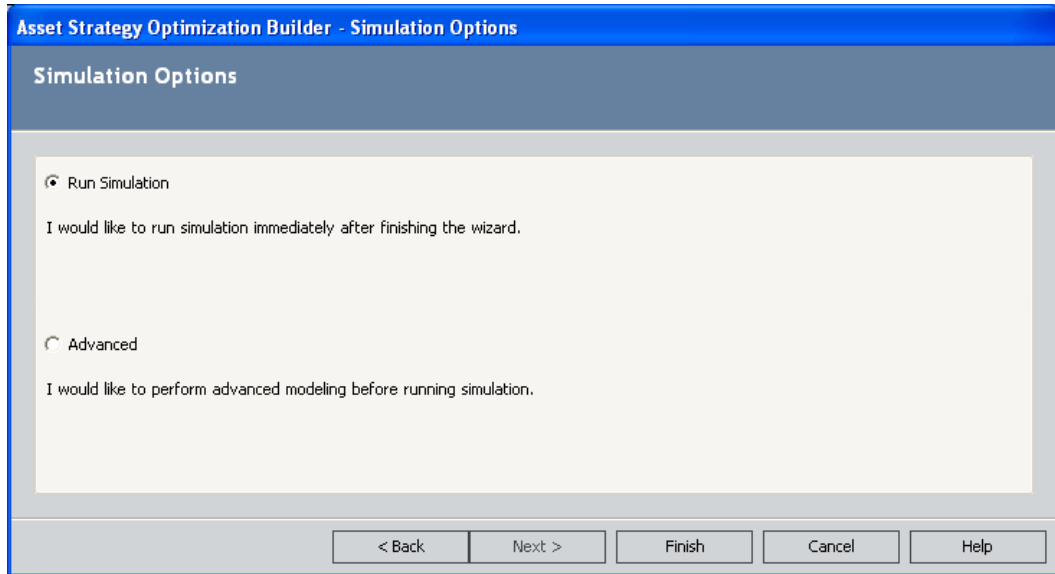 Asset Strategy Optimization Builder - Simulation Options
Simulation Options
Run Simulation
I would like to run simulation immediately after finishing the wizard.
Advanced
I would like to perform advanced modeling before running simulation.
< Back
Next >
Finish
Cancel
Help